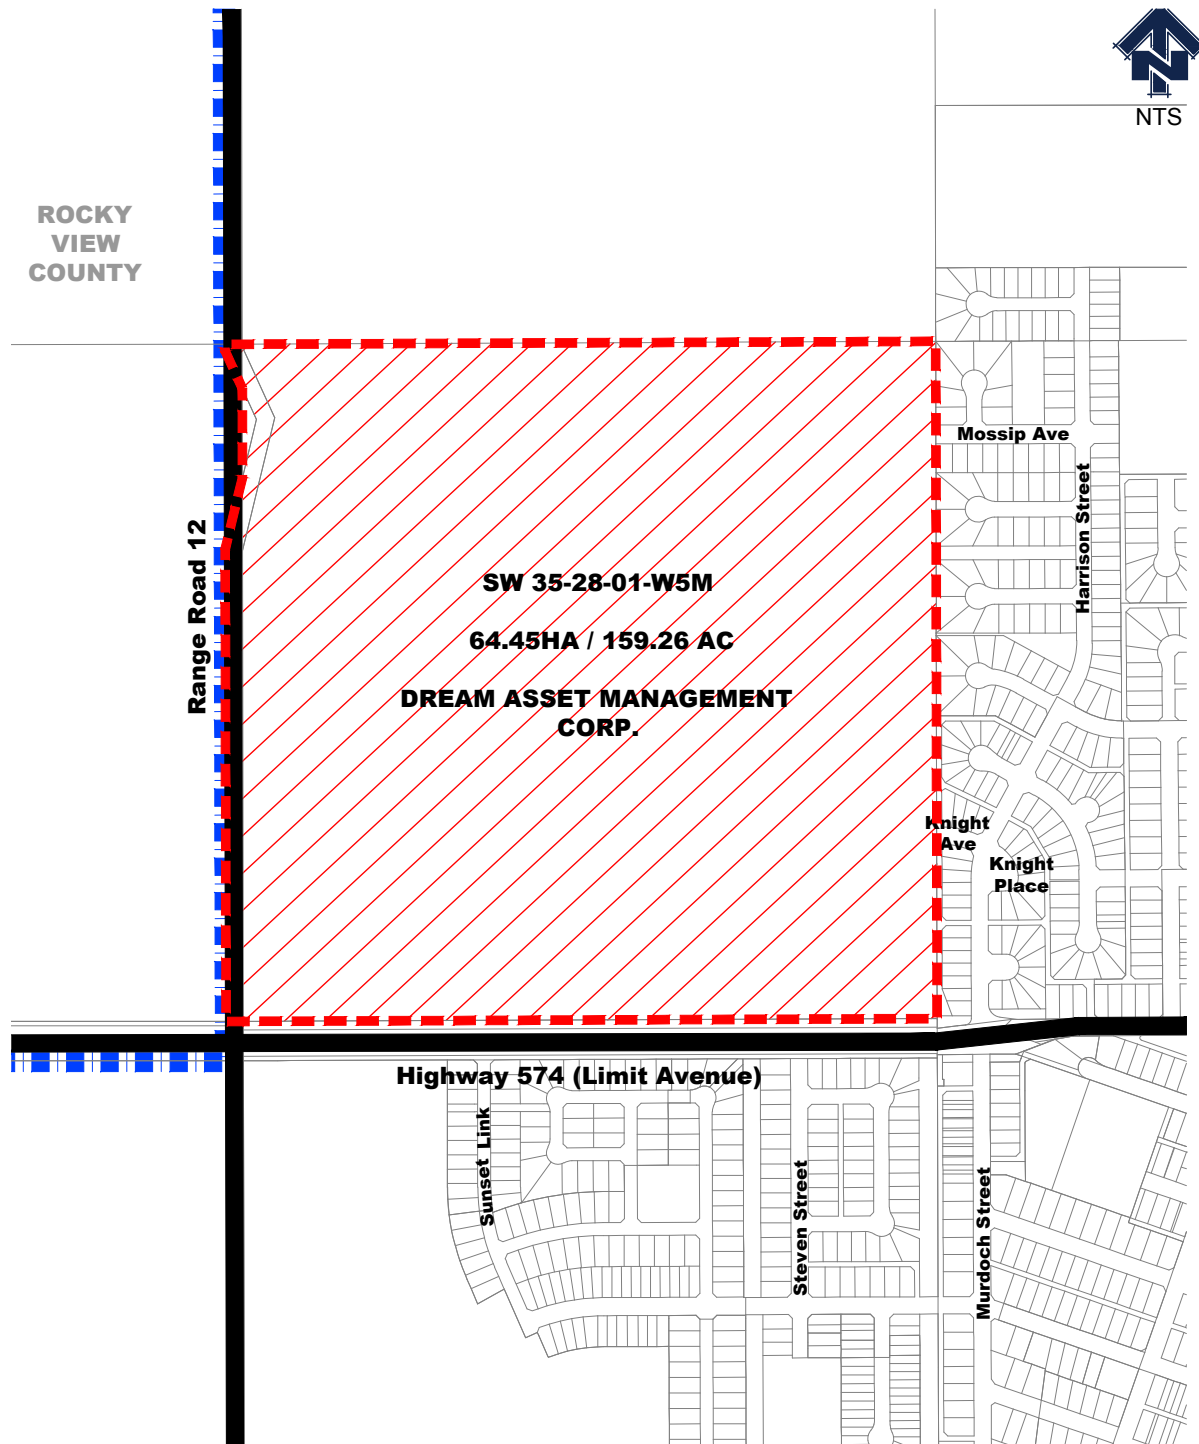 NTS
ROCKY
VIEW
COUNTY
Mossip Ave
Harrison Street
Range Road 12
SW 35-28-01-W5M
64.45HA / 159.26 AC
DREAM ASSET MANAGEMENT
CORP.
Knight
Ave
Knight
Place
Highway 574 (Limit Avenue)
Sunset Link
Steven Street
Murdoch Street